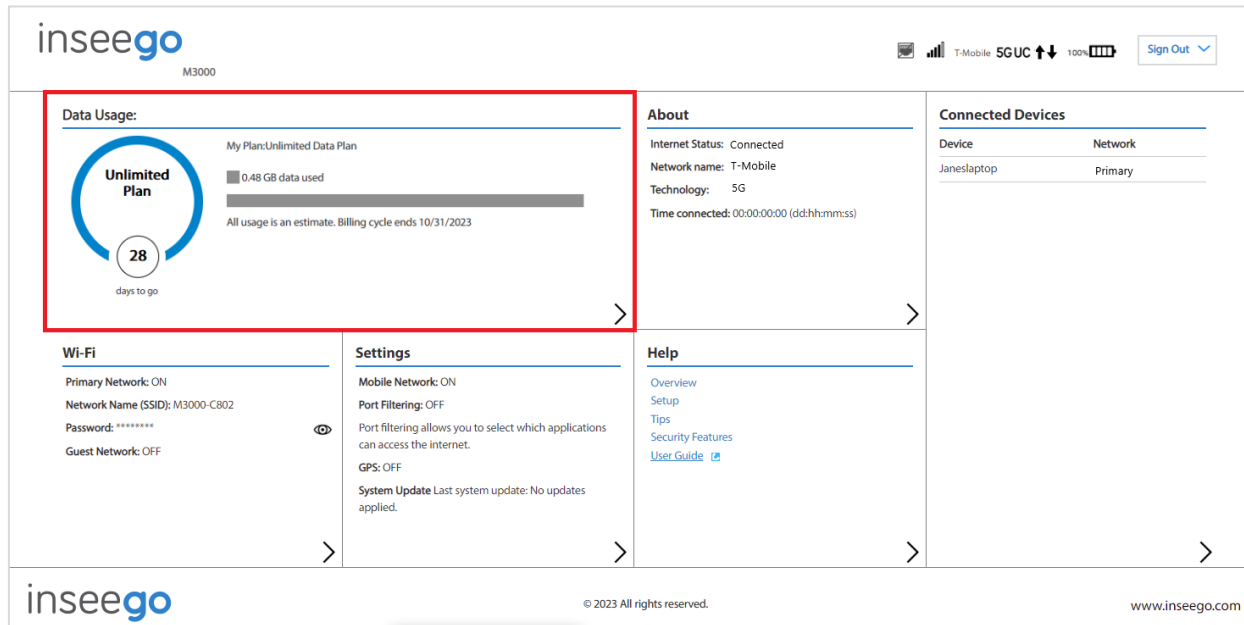 inseego
M3000
T-Mobile 5G UC 100%
Sign Out
Data Usage:
Unlimited
Plan
28
days to go
My Plan:Unlimited Data Plan
0.48 GB data used
All usage is an estimate. Billing cycle ends 10/31/2023
About
Internet Status: Connected
Network name: T-Mobile
Technology: 5G
Time connected: 00:00:00:00 (dd:hh:mm:ss)
Connected Devices
Device Network
Janeslaptop Primary
Wi-Fi
Primary Network: ON
Network Name (SSID): M3000-C802
Password: ********
Guest Network: OFF
Settings
Mobile Network: ON
Port Filtering: OFF
Port filtering allows you to select which applications
can access the internet.
GPS: OFF
System Update Last system update: No updates
applied.
Help
Overview
Setup
Tips
Security Features
User Guide
inseego
© 2023 All rights reserved.
www.inseego.com